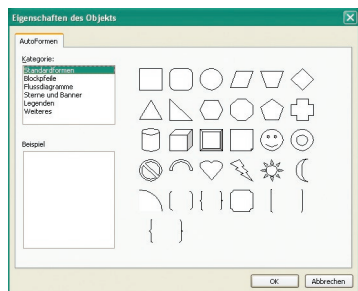 Eigenschaften des Objekts
AutoFormen
Kategorie:
Standardformen
Blockpfeile
Flussdiagramme
Sterne und Banner
Legenden
Weiteres
Beispiel
OK
Abbrechen